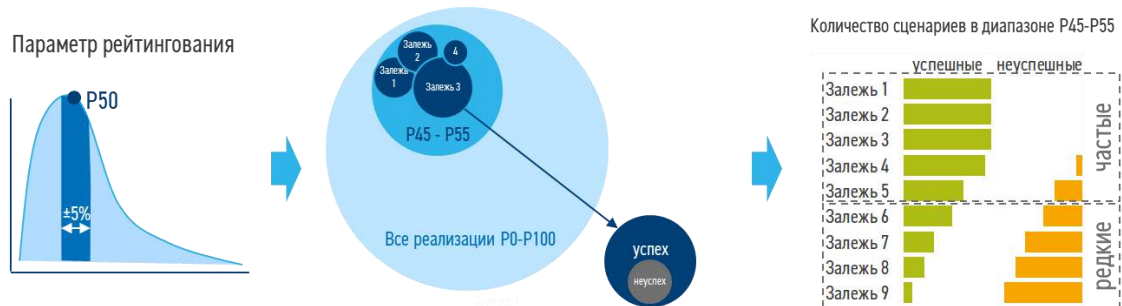 Параметр рейтингования
P50
±5%
Залежь
2
4
Залежь
1
Залежь 3
P45 - P55
Все реализации P0-P100
успех
неуспех
Количество сценариев в диапазоне P45-P55
успешные неуспешные
Залежь 1
Залежь 2
Залежь 3
Залежь 4
Залежь 5
Залежь 6
Залежь 7
Залежь 8
Залежь 9
частые
редкие